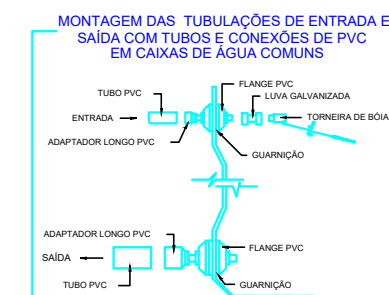 MONTAGEM DAS TUBULAÇÕES DE ENTRADA E
SAÍDA COM TUBOS E CONEXÕES DE PVC
EM CAIXAS DE ÁGUA COMUNS
FLANGE PVC
TUBO PVC
LUVA GALVANIZADA
ENTRADA
TORNEIRA DE BÓIA
ADAPTADOR LONGO PVC
GUARNIÇÃO
ADAPTADOR LONGO PVC
FLANGE PVC
SAÍDA
TUBO PVC
GUARNIÇÃO